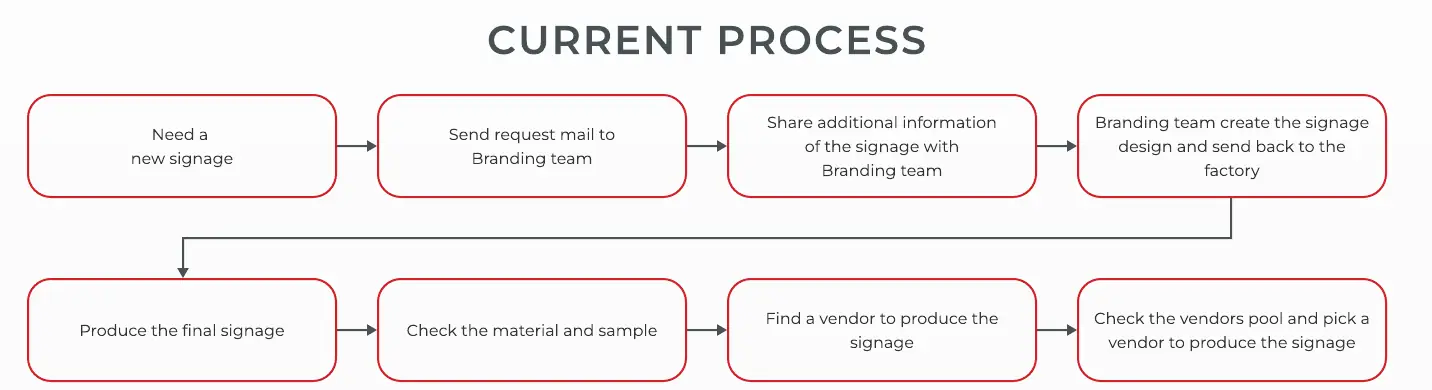 CURRENT PROCESS
Need a
new signage
Send request mail to
Branding team
Share additional information
of the signage with
Branding team
Branding team create the signage
design and send back to the
factory
Produce the final signage
Check the material and sample
Find a vendor to produce the
signage
Check the vendors pool and pick a
vendor to produce the signage